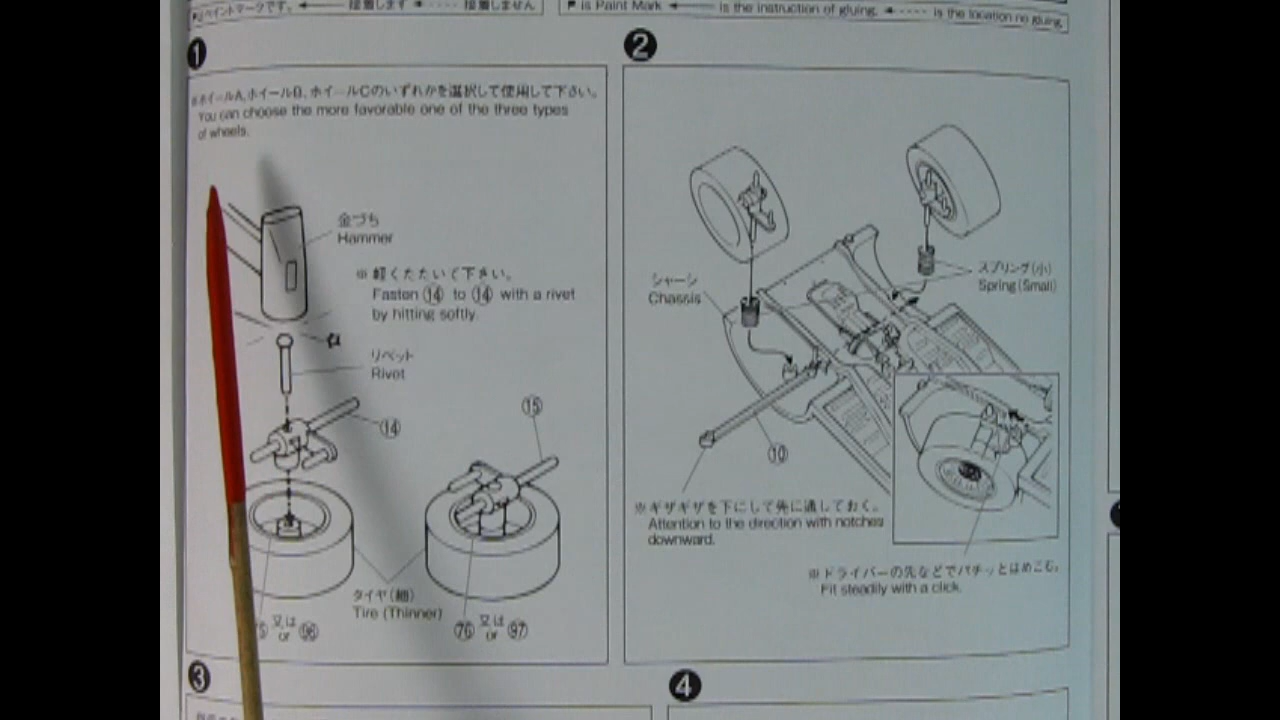 ペイントマークです。 接着します 接着しません
is Paint Mark is the instruction of gluing. is the location no gluing.
1
※ホイールA、ホイールB、ホイールCのいずれかを選択して使用して下さい。
You can choose the more favorable one of the three types
of wheels.
金づち
Hammer
※軽くたたいて下さい。
Fasten ⑭ to ⑭ with a rivet
by hitting softly.
リベット
Rivet
⑭
⑮
タイヤ(細)
Tire (Thinner)
又は
or 96
76 又は 97
or
2
シャーシ
Chassis
スプリング(小)
Spring(Small)
⑩
※ギザギザを下にして先に通しておく。
Attention to the direction with notches
downward.
※ドライバーの先などでパチッとはめこむ。
Fit steadily with a click.
3
4